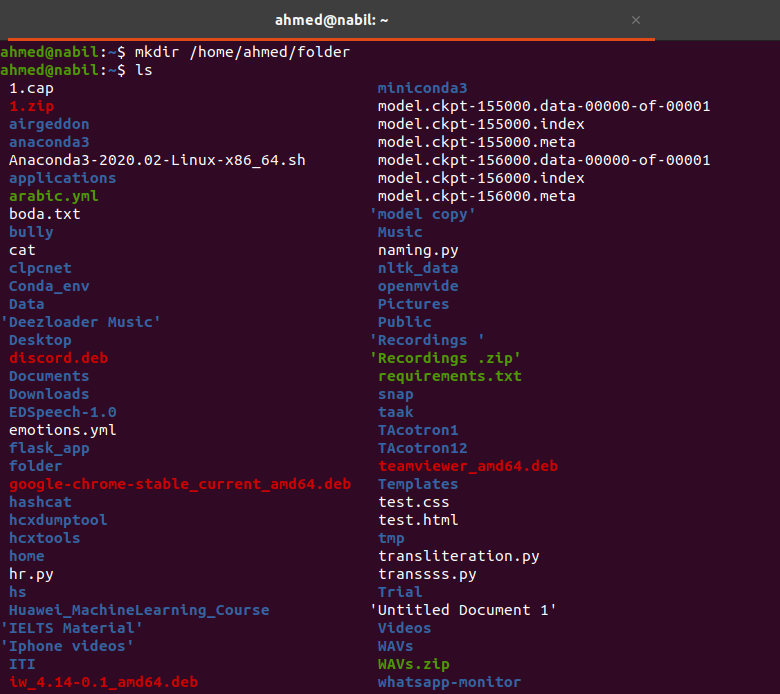 ahmed@nabil: ~
ahmed@nabil:~$ mkdir /home/ahmed/folder
ahmed@nabil:~$ ls
1.cap miniconda3
1.zip model.ckpt-155000.data-00000-of-00001
airgeddon model.ckpt-155000.index
anaconda3 model.ckpt-155000.meta
Anaconda3-2020.02-Linux-x86_64.sh model.ckpt-156000.data-00000-of-00001
applications model.ckpt-156000.index
arabic.yml model.ckpt-156000.meta
boda.txt 'model copy'
bully Music
cat naming.py
clpcnet nltk_data
Conda_env openmvide
Data Pictures
'Deezloader Music' Public
Desktop 'Recordings '
discord.deb 'Recordings .zip'
Documents requirements.txt
Downloads snap
EDSpeech-1.0 taak
emotions.yml TAcotron1
flask_app TAcotron12
folder teamviewer_amd64.deb
google-chrome-stable_current_amd64.deb Templates
hashcat test.css
hcxdumptool test.html
hcxtools tmp
home transliteration.py
hr.py transssss.py
hs Trial
Huawei_MachineLearning_Course 'Untitled Document 1'
'IELTS Material' Videos
'Iphone videos' WAVs
ITI WAVs.zip
iw_4.14-0.1_amd64.deb whatsapp-monitor